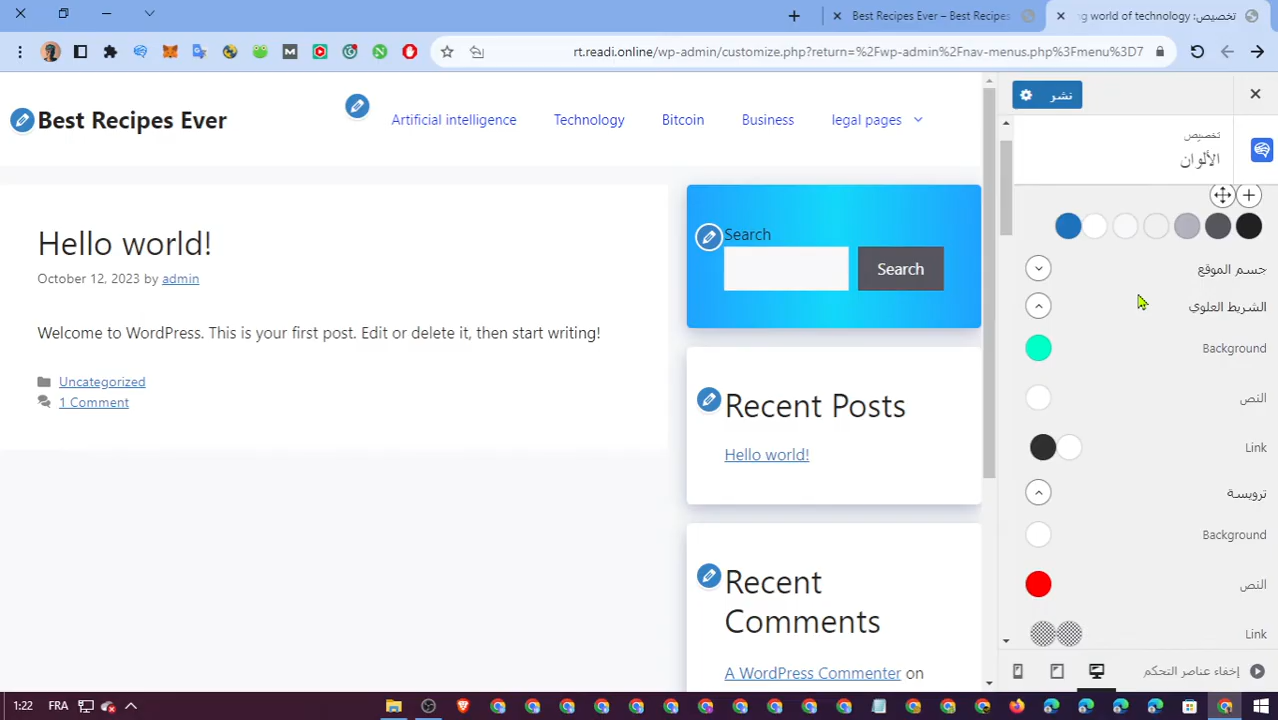 Best Recipes Ever – Best Recipes
تخصيص: ng world of technology
rt.readi.online/wp-admin/customize.php?return=%2Fwp-admin%2Fnav-menus.php%3Fmenu%3D7
Best Recipes Ever
Artificial intelligence
Technology
Bitcoin
Business
legal pages
نشر
تخصيص
الألوان
Hello world!
October 12, 2023 by admin
Welcome to WordPress. This is your first post. Edit or delete it, then start writing!
Uncategorized
1 Comment
Search
Search
Recent Posts
Hello world!
Recent
Comments
A WordPress Commenter on
جسم الموقع
الشريط العلوي
Background
النص
Link
ترويسة
Background
النص
Link
إخفاء عناصر التحكم
1:22
FRA